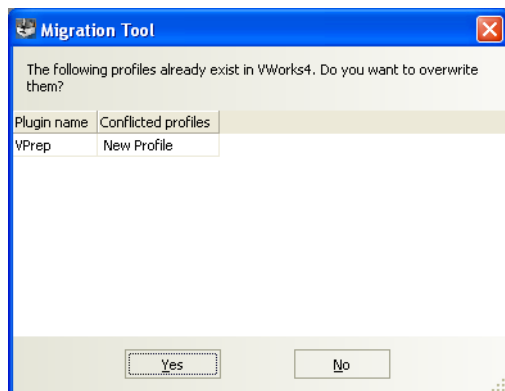 Migration Tool
The following profiles already exist in VWorks4. Do you want to overwrite
them?
Plugin name Conflicted profiles
VPrep New Profile
Yes No